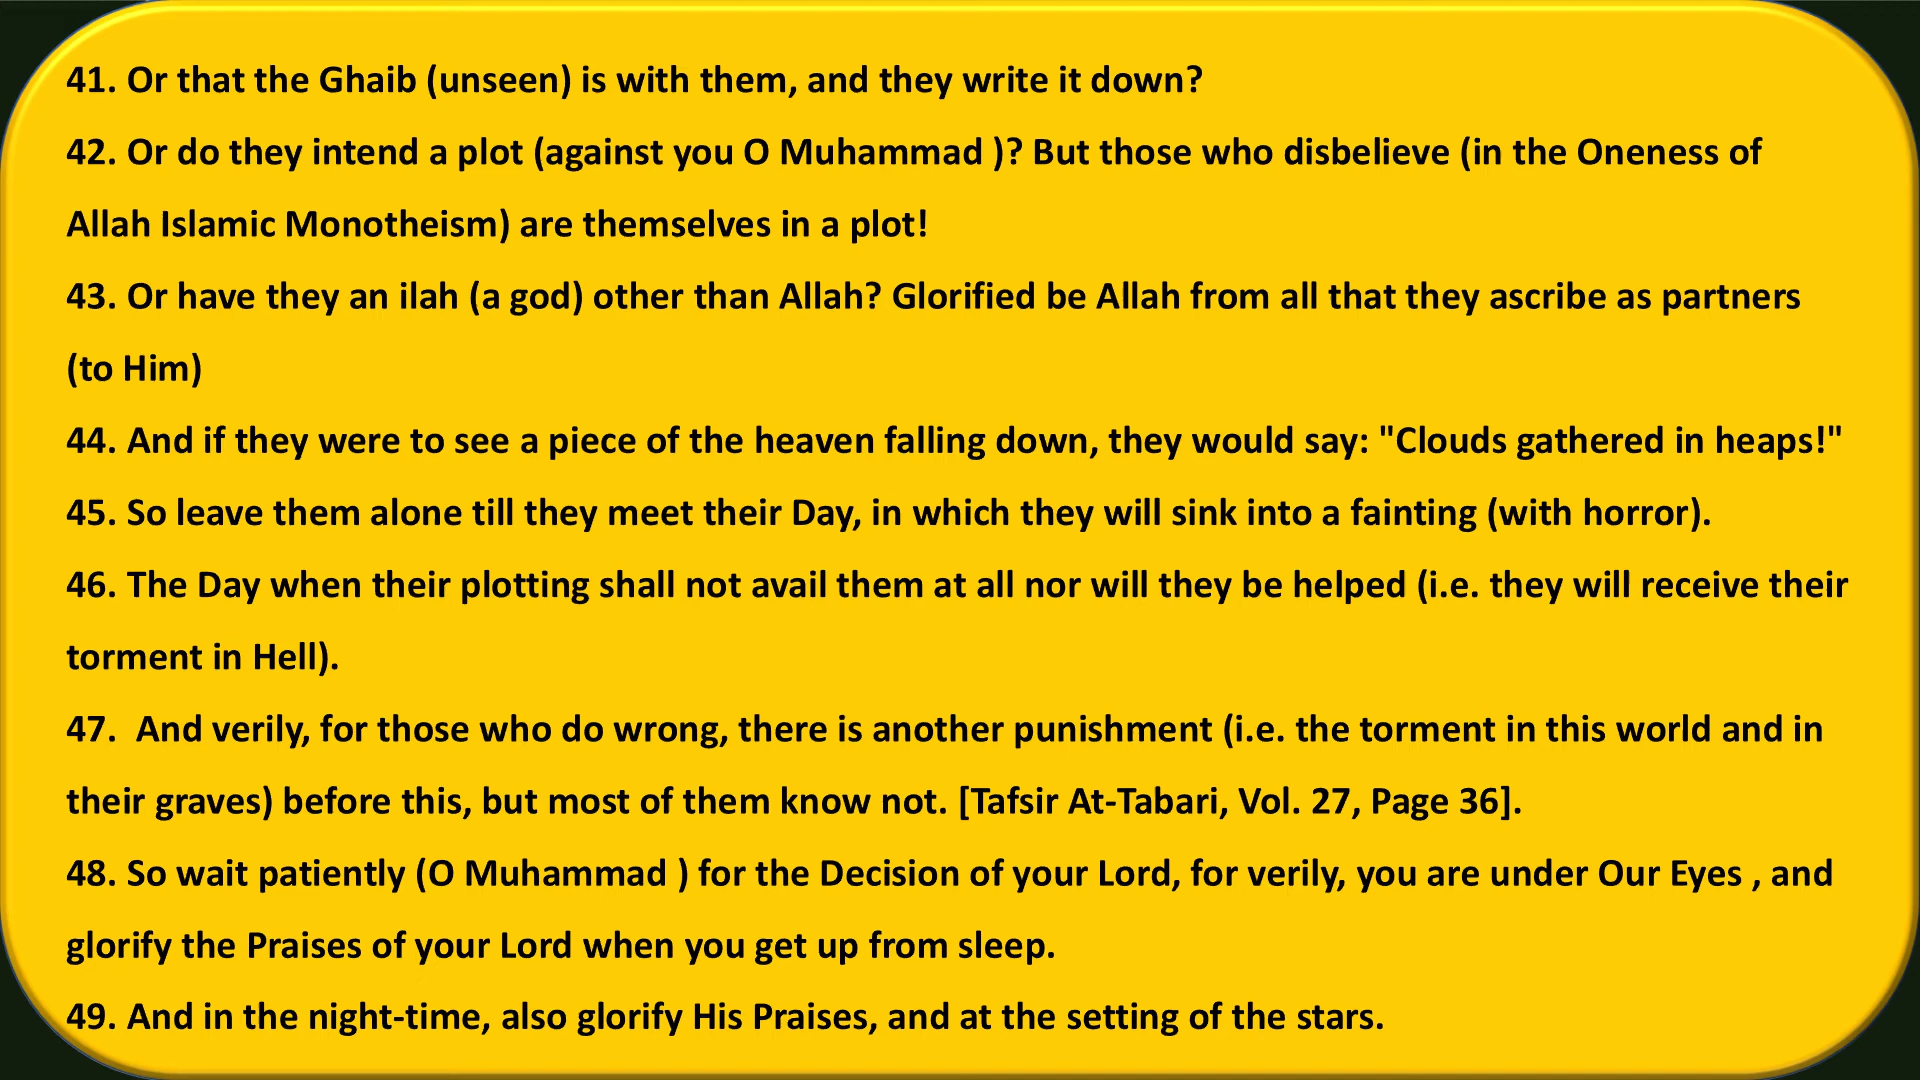 41. Or that the Ghaib (unseen) is with them, and they write it down?
42. Or do they intend a plot (against you O Muhammad )? But those who disbelieve (in the Oneness of
Allah Islamic Monotheism) are themselves in a plot!
43. Or have they an ilah (a god) other than Allah? Glorified be Allah from all that they ascribe as partners
(to Him)
44. And if they were to see a piece of the heaven falling down, they would say: "Clouds gathered in heaps!"
45. So leave them alone till they meet their Day, in which they will sink into a fainting (with horror).
46. The Day when their plotting shall not avail them at all nor will they be helped (i.e. they will receive their
torment in Hell).
47.  And verily, for those who do wrong, there is another punishment (i.e. the torment in this world and in
their graves) before this, but most of them know not. [Tafsir At-Tabari, Vol. 27, Page 36].
48. So wait patiently (O Muhammad ) for the Decision of your Lord, for verily, you are under Our Eyes , and
glorify the Praises of your Lord when you get up from sleep.
49. And in the night-time, also glorify His Praises, and at the setting of the stars.